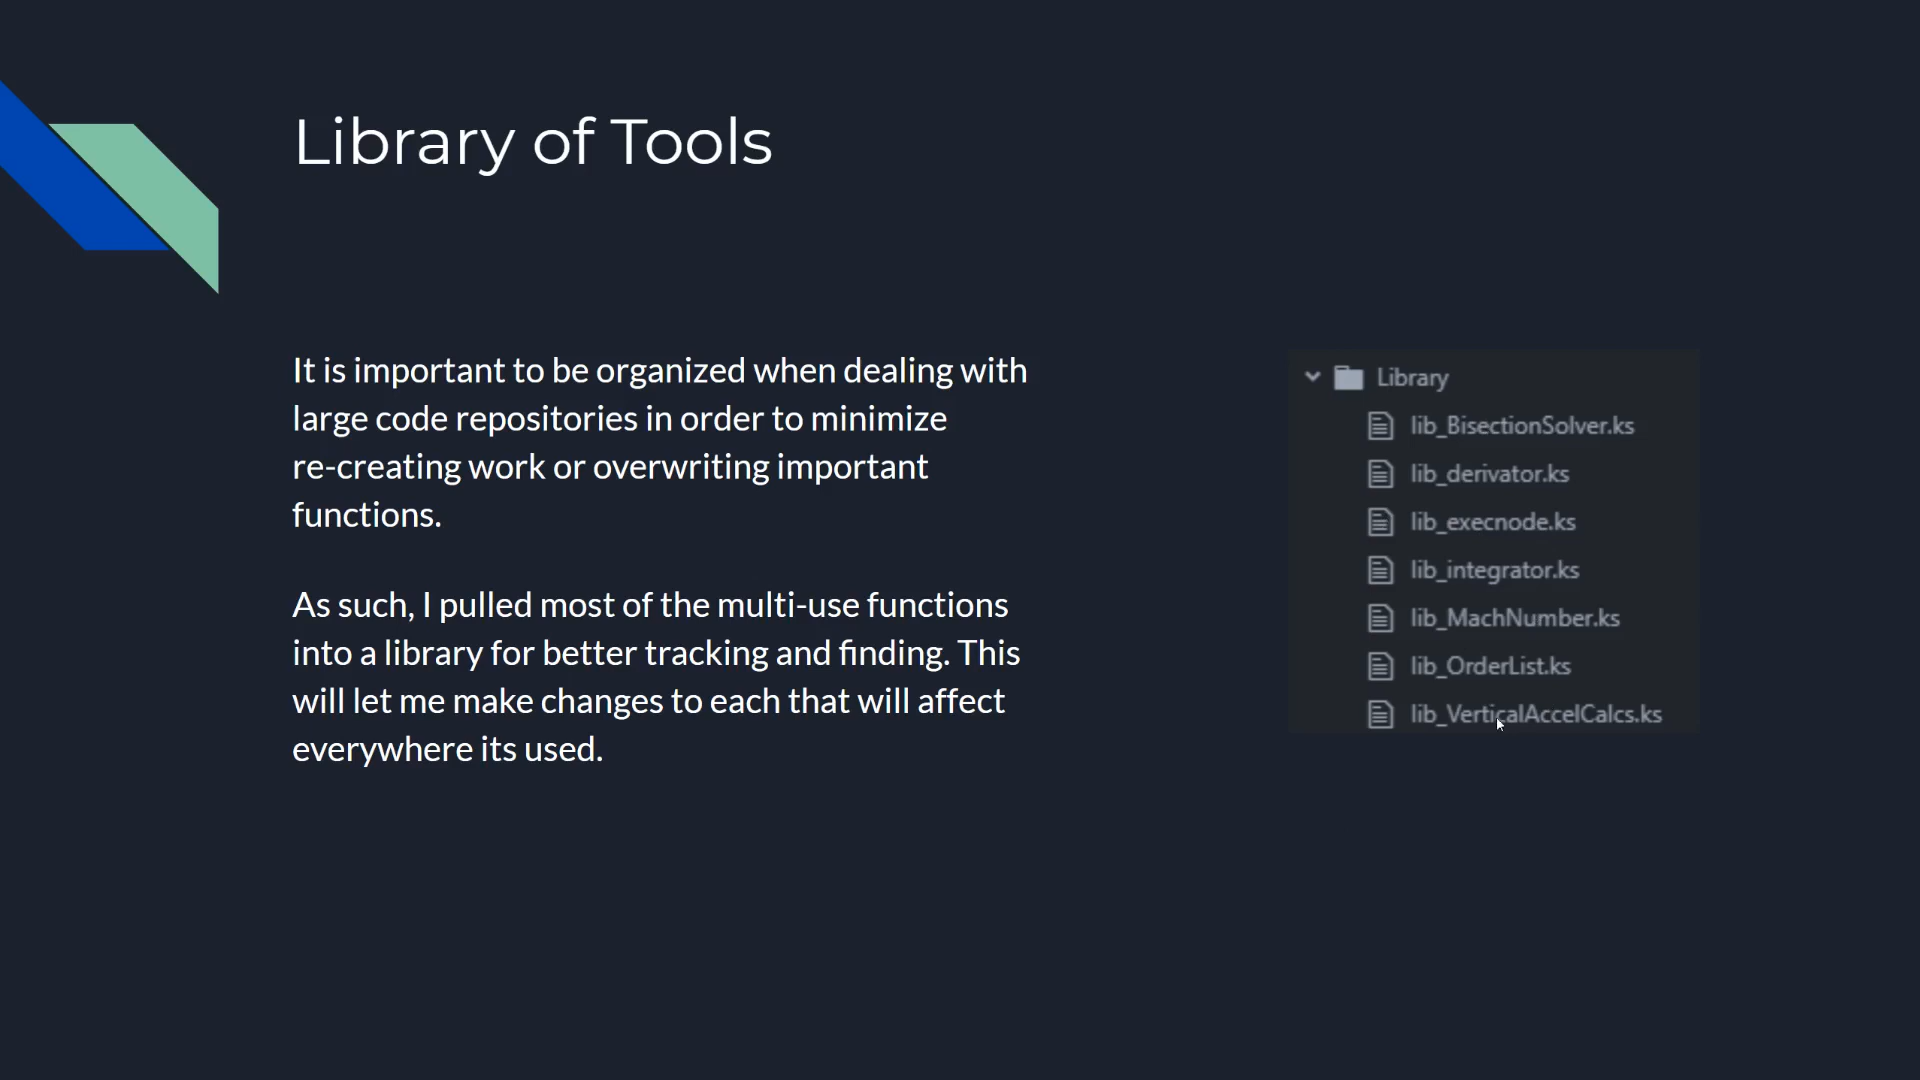 Library of Tools
It is important to be organized when dealing with
large code repositories in order to minimize
re-creating work or overwriting important
functions.
As such, I pulled most of the multi-use functions
into a library for better tracking and finding. This
will let me make changes to each that will affect
everywhere its used.
Library
lib_BisectionSolver.ks
lib_derivator.ks
lib_execnode.ks
lib_integrator.ks
lib_MachNumber.ks
lib_OrderList.ks
lib_VerticalAccelCalcs.ks